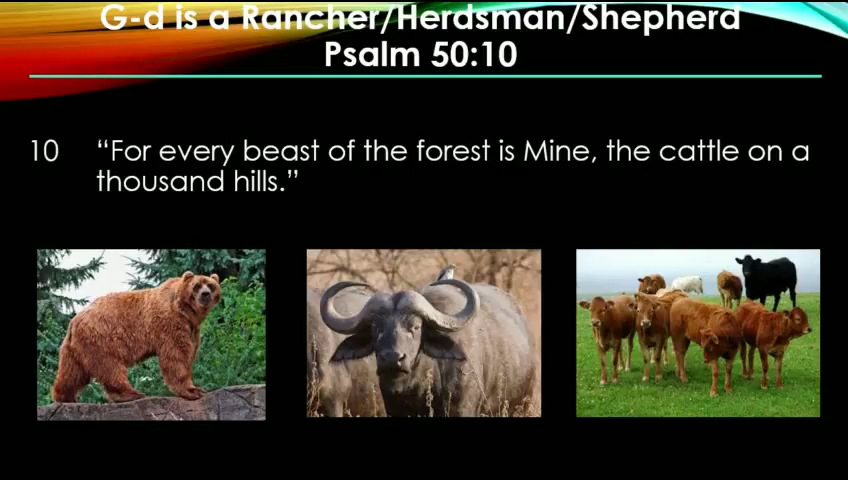 G-d is a Rancher/Herdsman/Shepherd
Psalm 50:10
10 “For every beast of the forest is Mine, the cattle on a
thousand hills.”